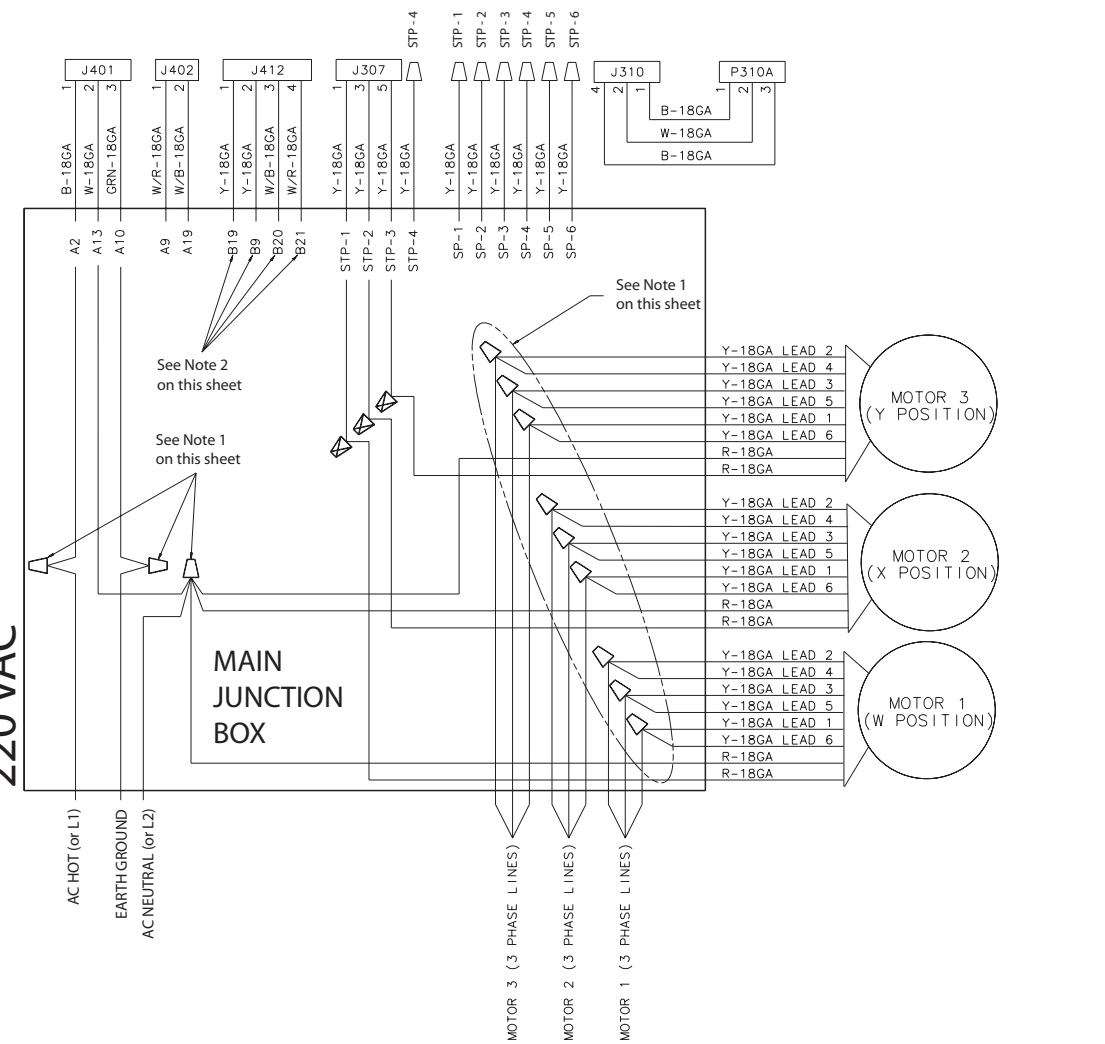 STP-4
STP-1
STP-2
STP-3
STP-4
STP-5
STP-6
J401
J402
J412
J307
J310
P310A
1
2
3
1
2
1
2
3
4
1
3
5
4
2
1
1
2
3
B-18GA
W-18GA
B-18GA
B-18GA
W-18GA
GRN-18GA
W/R-18GA
W/B-18GA
Y-18GA
Y-18GA
W/B-18GA
W/R-18GA
Y-18GA
Y-18GA
Y-18GA
Y-18GA
Y-18GA
Y-18GA
Y-18GA
Y-18GA
Y-18GA
Y-18GA
A2
A13
A10
A9
A19
B19
B9
B20
B21
STP-1
STP-2
STP-3
STP-4
SP-1
SP-2
SP-3
SP-4
SP-5
SP-6
See Note 1
on this sheet
See Note 2
on this sheet
See Note 1
on this sheet
Y-18GA LEAD 2
Y-18GA LEAD 4
Y-18GA LEAD 3
Y-18GA LEAD 5
Y-18GA LEAD 1
Y-18GA LEAD 6
R-18GA
R-18GA
MOTOR 3
(Y POSITION)
Y-18GA LEAD 2
Y-18GA LEAD 4
Y-18GA LEAD 3
Y-18GA LEAD 5
Y-18GA LEAD 1
Y-18GA LEAD 6
R-18GA
R-18GA
MOTOR 2
(X POSITION)
Y-18GA LEAD 2
Y-18GA LEAD 4
Y-18GA LEAD 3
Y-18GA LEAD 5
Y-18GA LEAD 1
Y-18GA LEAD 6
R-18GA
R-18GA
MOTOR 1
(W POSITION)
220 VAC
MAIN
JUNCTION
BOX
AC HOT (or L1)
EARTH GROUND
AC NEUTRAL (or L2)
MOTOR 3 (3 PHASE LINES)
MOTOR 2 (3 PHASE LINES)
MOTOR 1 (3 PHASE LINES)